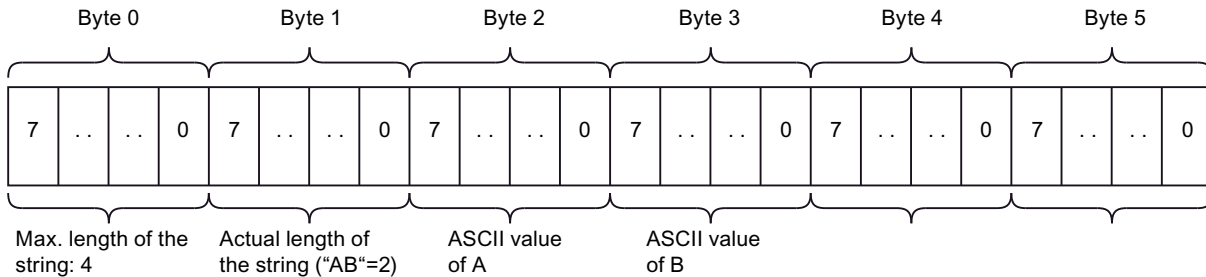 Byte 0 Byte 1 Byte 2 Byte 3 Byte 4 Byte 5
7 . . . . 0 7 . . . . 0 7 . . . . 0 7 . . . . 0 7 . . . . 0 7 . . . . 0
Max. length of the
string: 4
Actual length of
the string (“AB“=2)
ASCII value
of A
ASCII value
of B